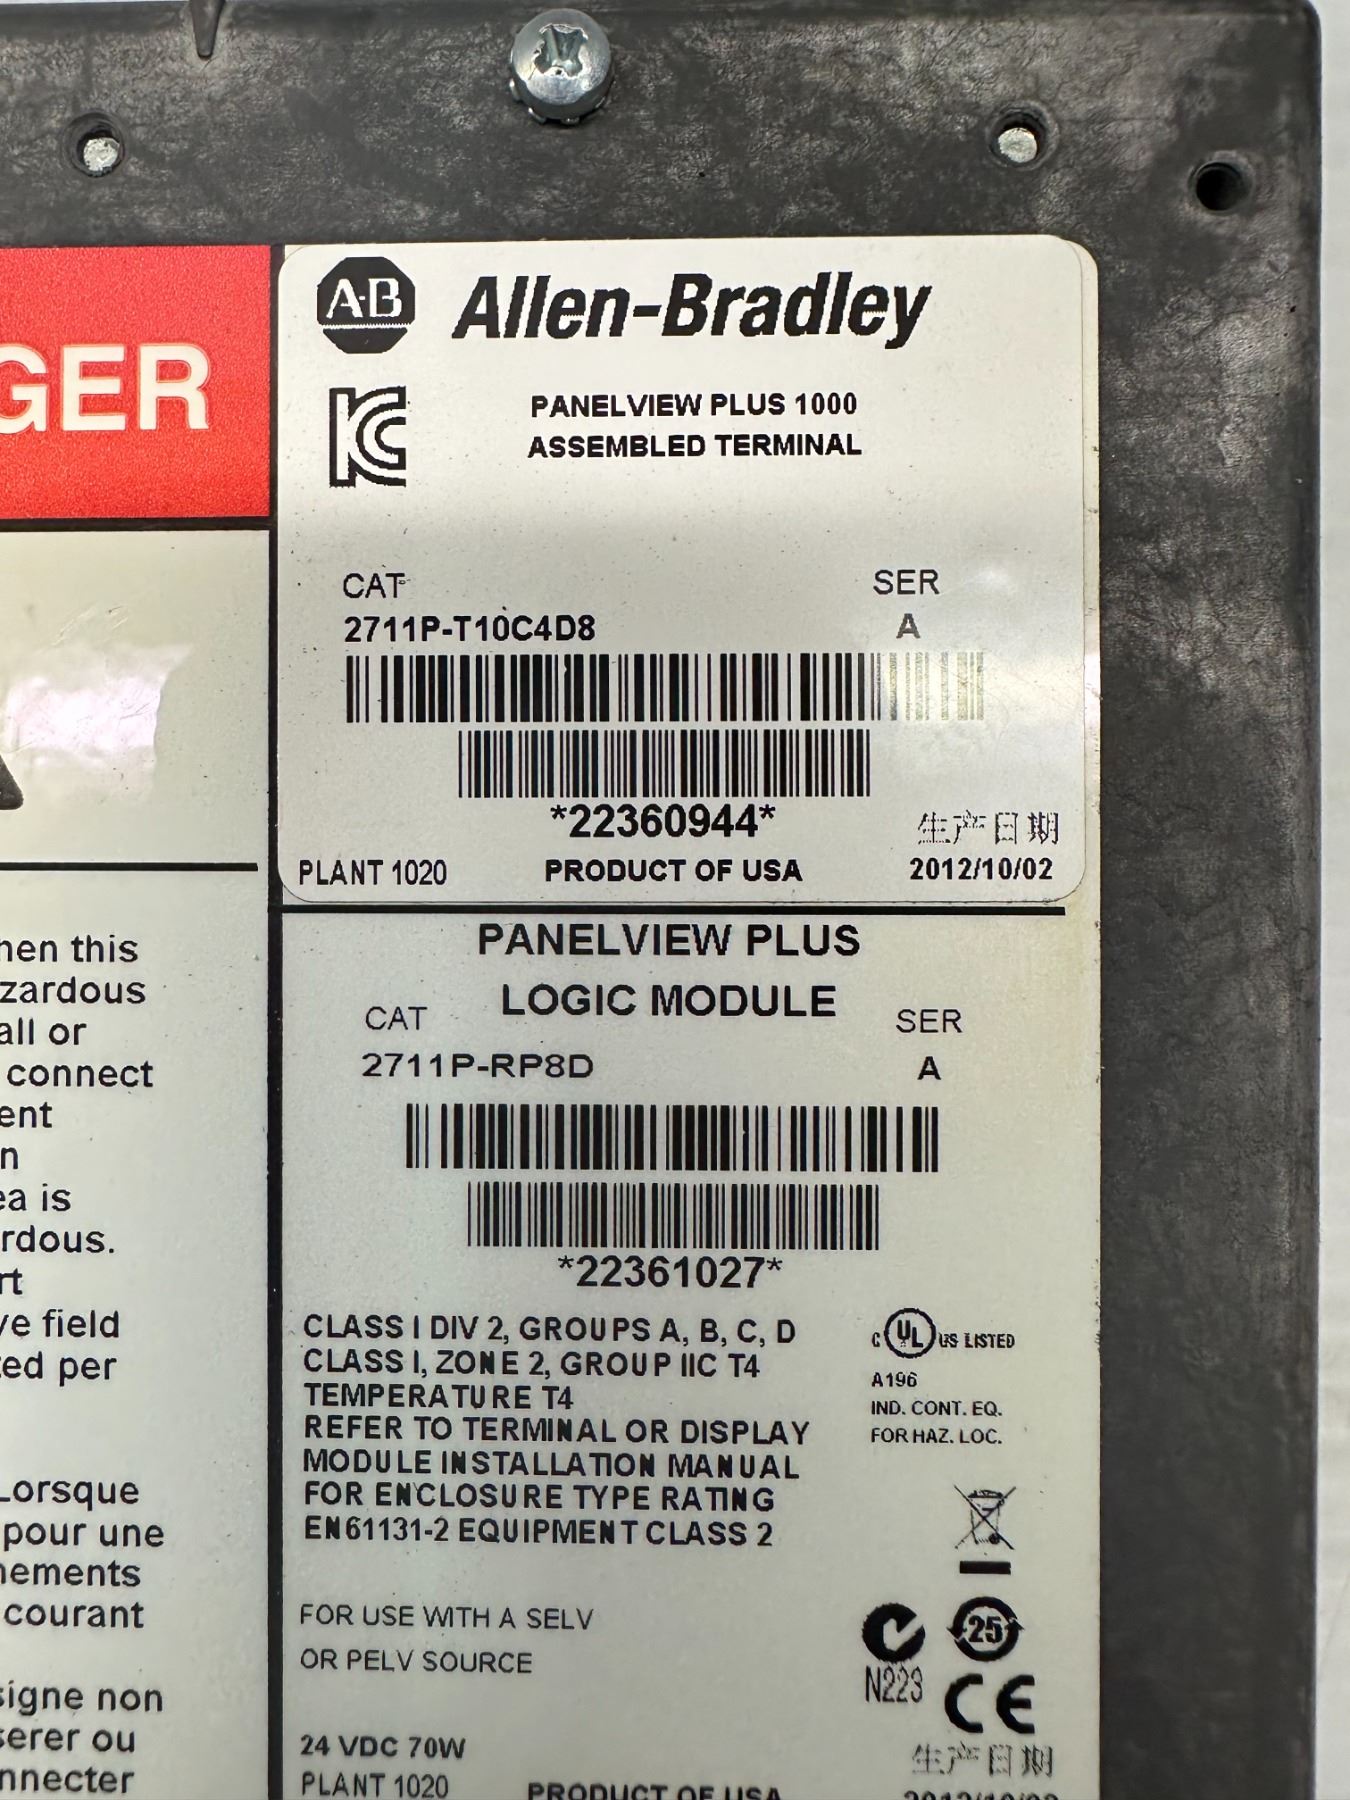 GER
A·B Allen-Bradley
PANELVIEW PLUS 1000
ASSEMBLED TERMINAL
CAT
SER
2711P-T10C4D8
A
*22360944*
生产日期
PLANT 1020
PRODUCT OF USA
2012/10/02
hen this
zardous
all or
connect
ent
n
ea is
rdous.
rt
ve field
ted per
Lorsque
pour une
nements
courant
signe non
serer ou
nnecter
PANELVIEW PLUS
LOGIC MODULE
CAT
SER
2711P-RP8D
A
*22361027*
CLASS I DIV 2, GROUPS A, B, C, D
CLASS I, ZONE 2, GROUP IIC T4
TEMPERATURE T4
REFER TO TERMINAL OR DISPLAY
MODULE INSTALLATION MANUAL
FOR ENCLOSURE TYPE RATING
EN61131-2 EQUIPMENT CLASS 2
C UL US LISTED
A196
IND. CONT. EQ.
FOR HAZ. LOC.
FOR USE WITH A SELV
OR PELV SOURCE
25
N223
CE
24 VDC 70W
生产日期
PLANT 1020
PRODUCT OF USA